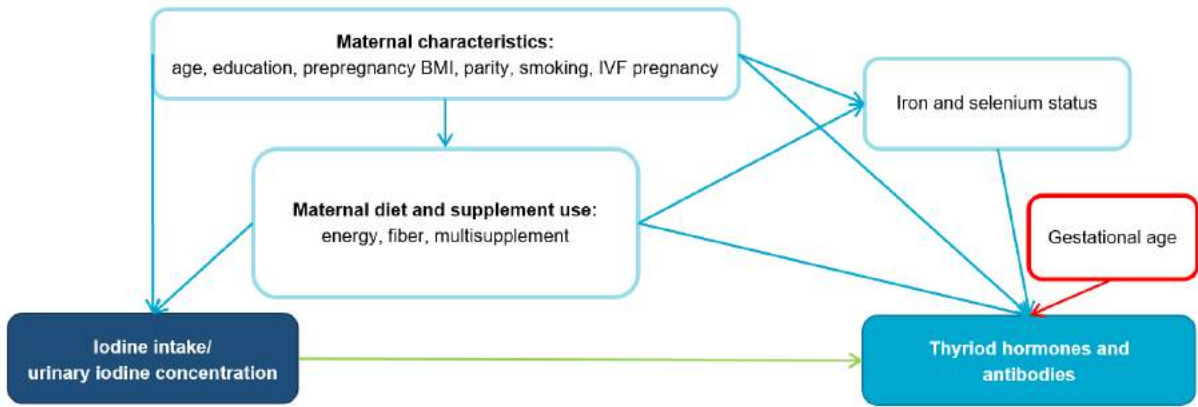 Maternal characteristics:
age, education, prepregnancy BMI, parity, smoking, IVF pregnancy
Iron and selenium status
Maternal diet and supplement use:
energy, fiber, multisupplement
Gestational age
Iodine intake/
urinary iodine concentration
Thyriod hormones and
antibodies